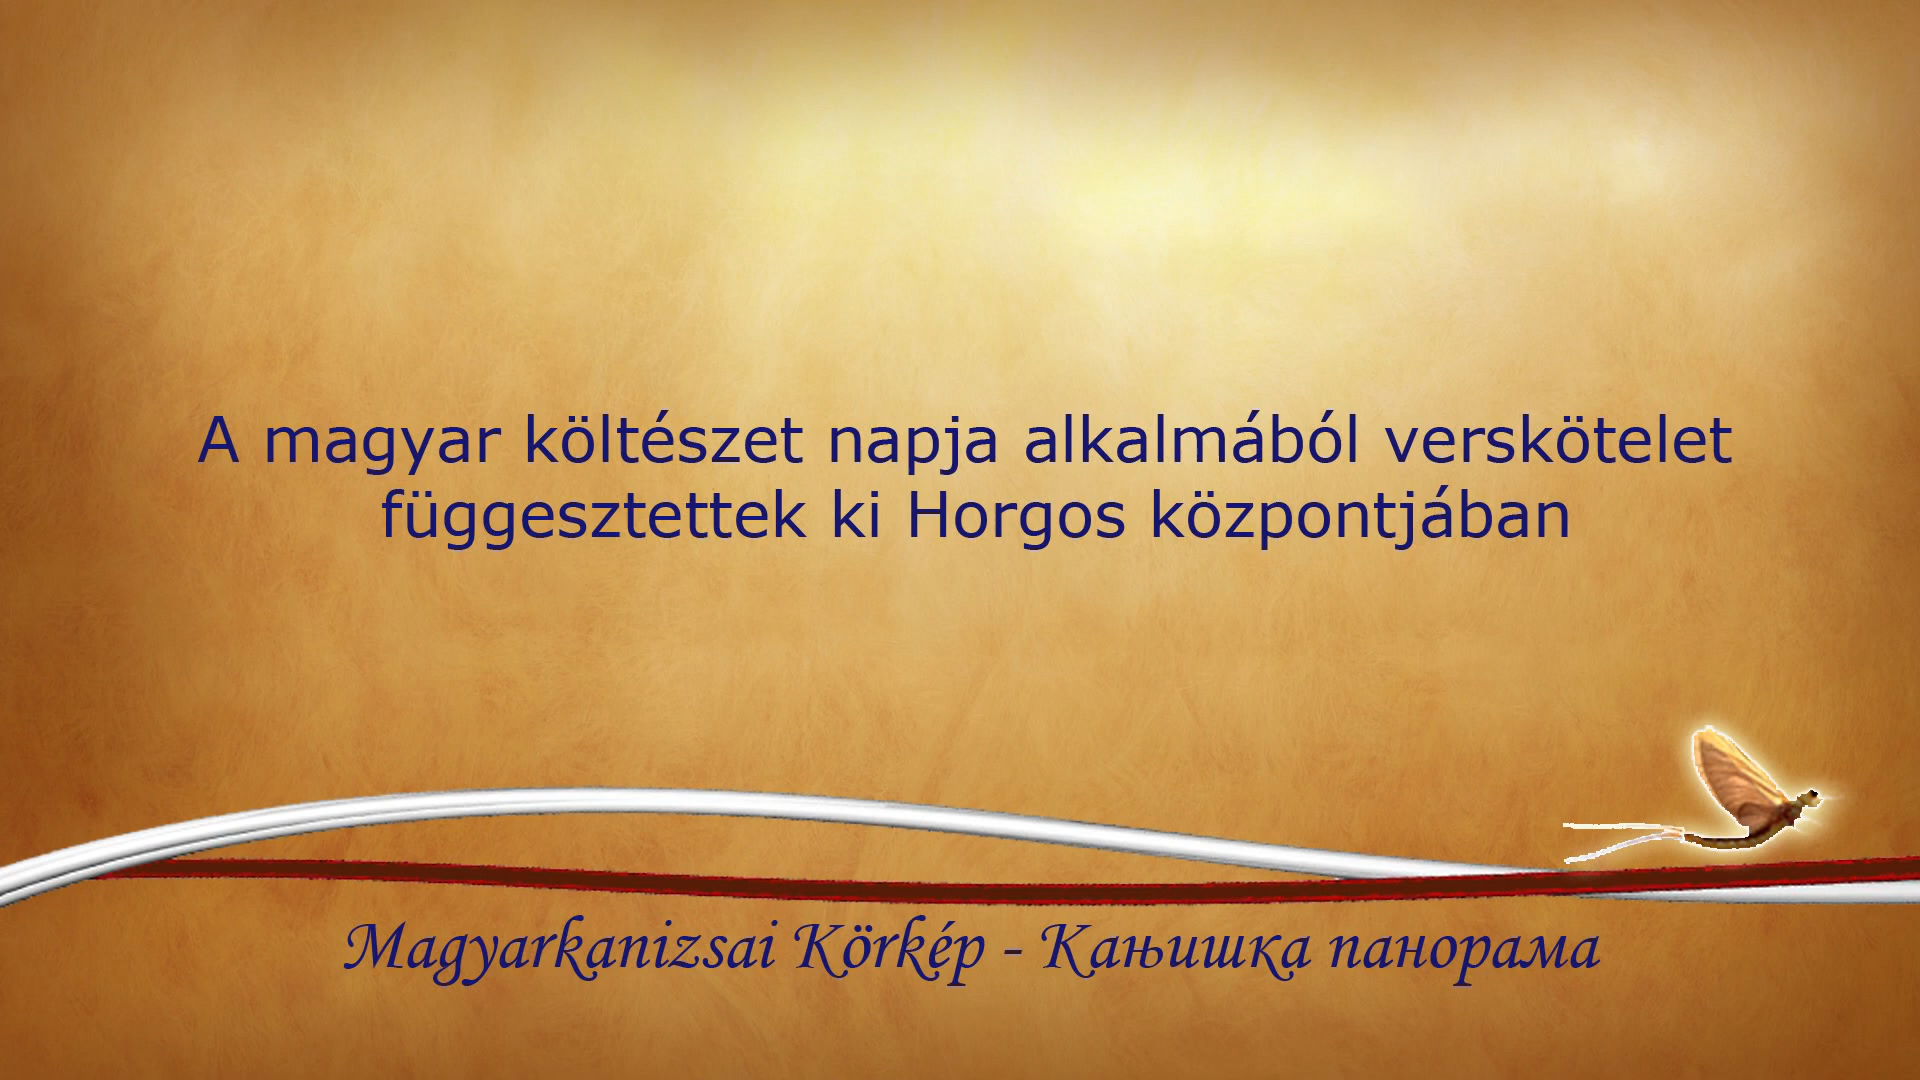 A magyar költészet napja alkalmából verskötelet
függesztettek ki Horgos központjában
Magyarkanizsai Körkép - Кањишка панорама